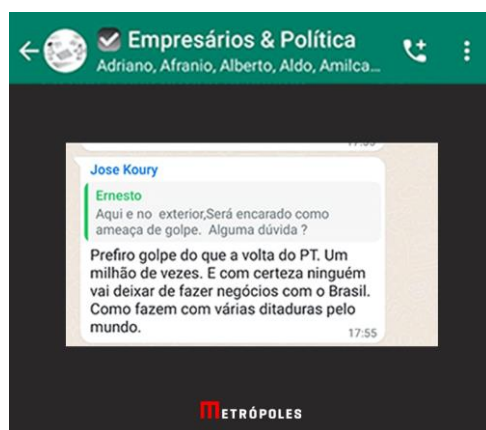 Empresários & Política
Adriano, Afranio, Alberto, Aldo, Amilca...
17:55
Jose Koury
Ernesto
Aqui e no exterior,Será encarado como
ameaça de golpe. Alguma dúvida ?
Prefiro golpe do que a volta do PT. Um
milhão de vezes. E com certeza ninguém
vai deixar de fazer negócios com o Brasil.
Como fazem com várias ditaduras pelo
mundo.
17:55
METRÓPOLES